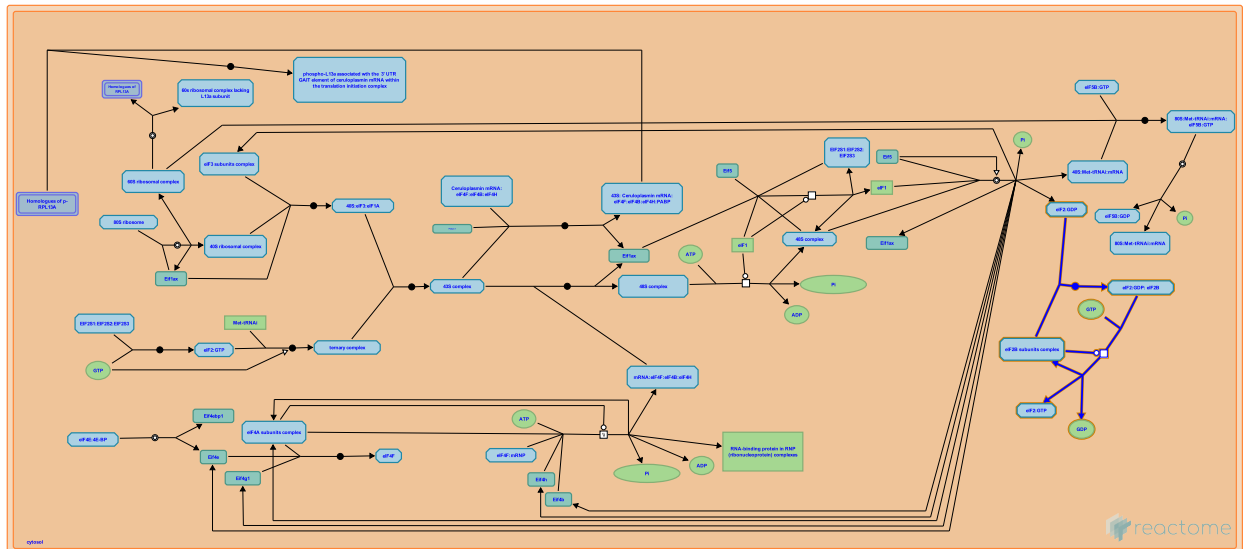 phospho-L13a associated with the 3' UTR
GAIT element of ceruloplasmin mRNA within
the translation initiation complex
Homologues of
RPL13A
60s ribosomal complex lacking
L13a subunit
eIF5B:GTP
80S:Met-tRNAi:mRNA:
eIF5B:GTP
Pi
EIF2S1:EIF2S2:
EIF2S3
Eif5
eIF3 subunits complex
Eif5
40S:Met-tRNAi:mRNA
60S ribosomal complex
eIF1
Ceruloplasmin mRNA:
eIF4F:eIF4B:eIF4H
43S: Ceruloplasmin mRNA:
eIF4F:eIF4B:eIF4H:PABP
Homologues of p-
RPL13A
40S:eIF3:eIF1A
eIF2:GDP
eIF5B:GDP
Pi
80S ribosome
40S ribosomal complex
48S complex
eIF1
Eif1ax
80S:Met-tRNAi:mRNA
Eif1ax
ATP
Eif1ax
43S complex
48S complex
Pi
eIF2:GDP: eIF2B
ADP
GTP
EIF2S1:EIF2S2:EIF2S3
Met-tRNAi
eIF2:GTP
ternary complex
eIF2B subunits complex
GTP
mRNA:eIF4F:eIF4B:eIF4H
eIF2:GTP
GDP
Eif4ebp1
ATP
eIF4E:4E-BP
eIF4A subunits complex
RNA-binding protein in RNP
(ribonucleoprotein) complexes
Eif4e
eIF4F
eIF4F:mRNP
ADP
Pi
Eif4g1
Eif4h
Eif4b
reactome
cytosol